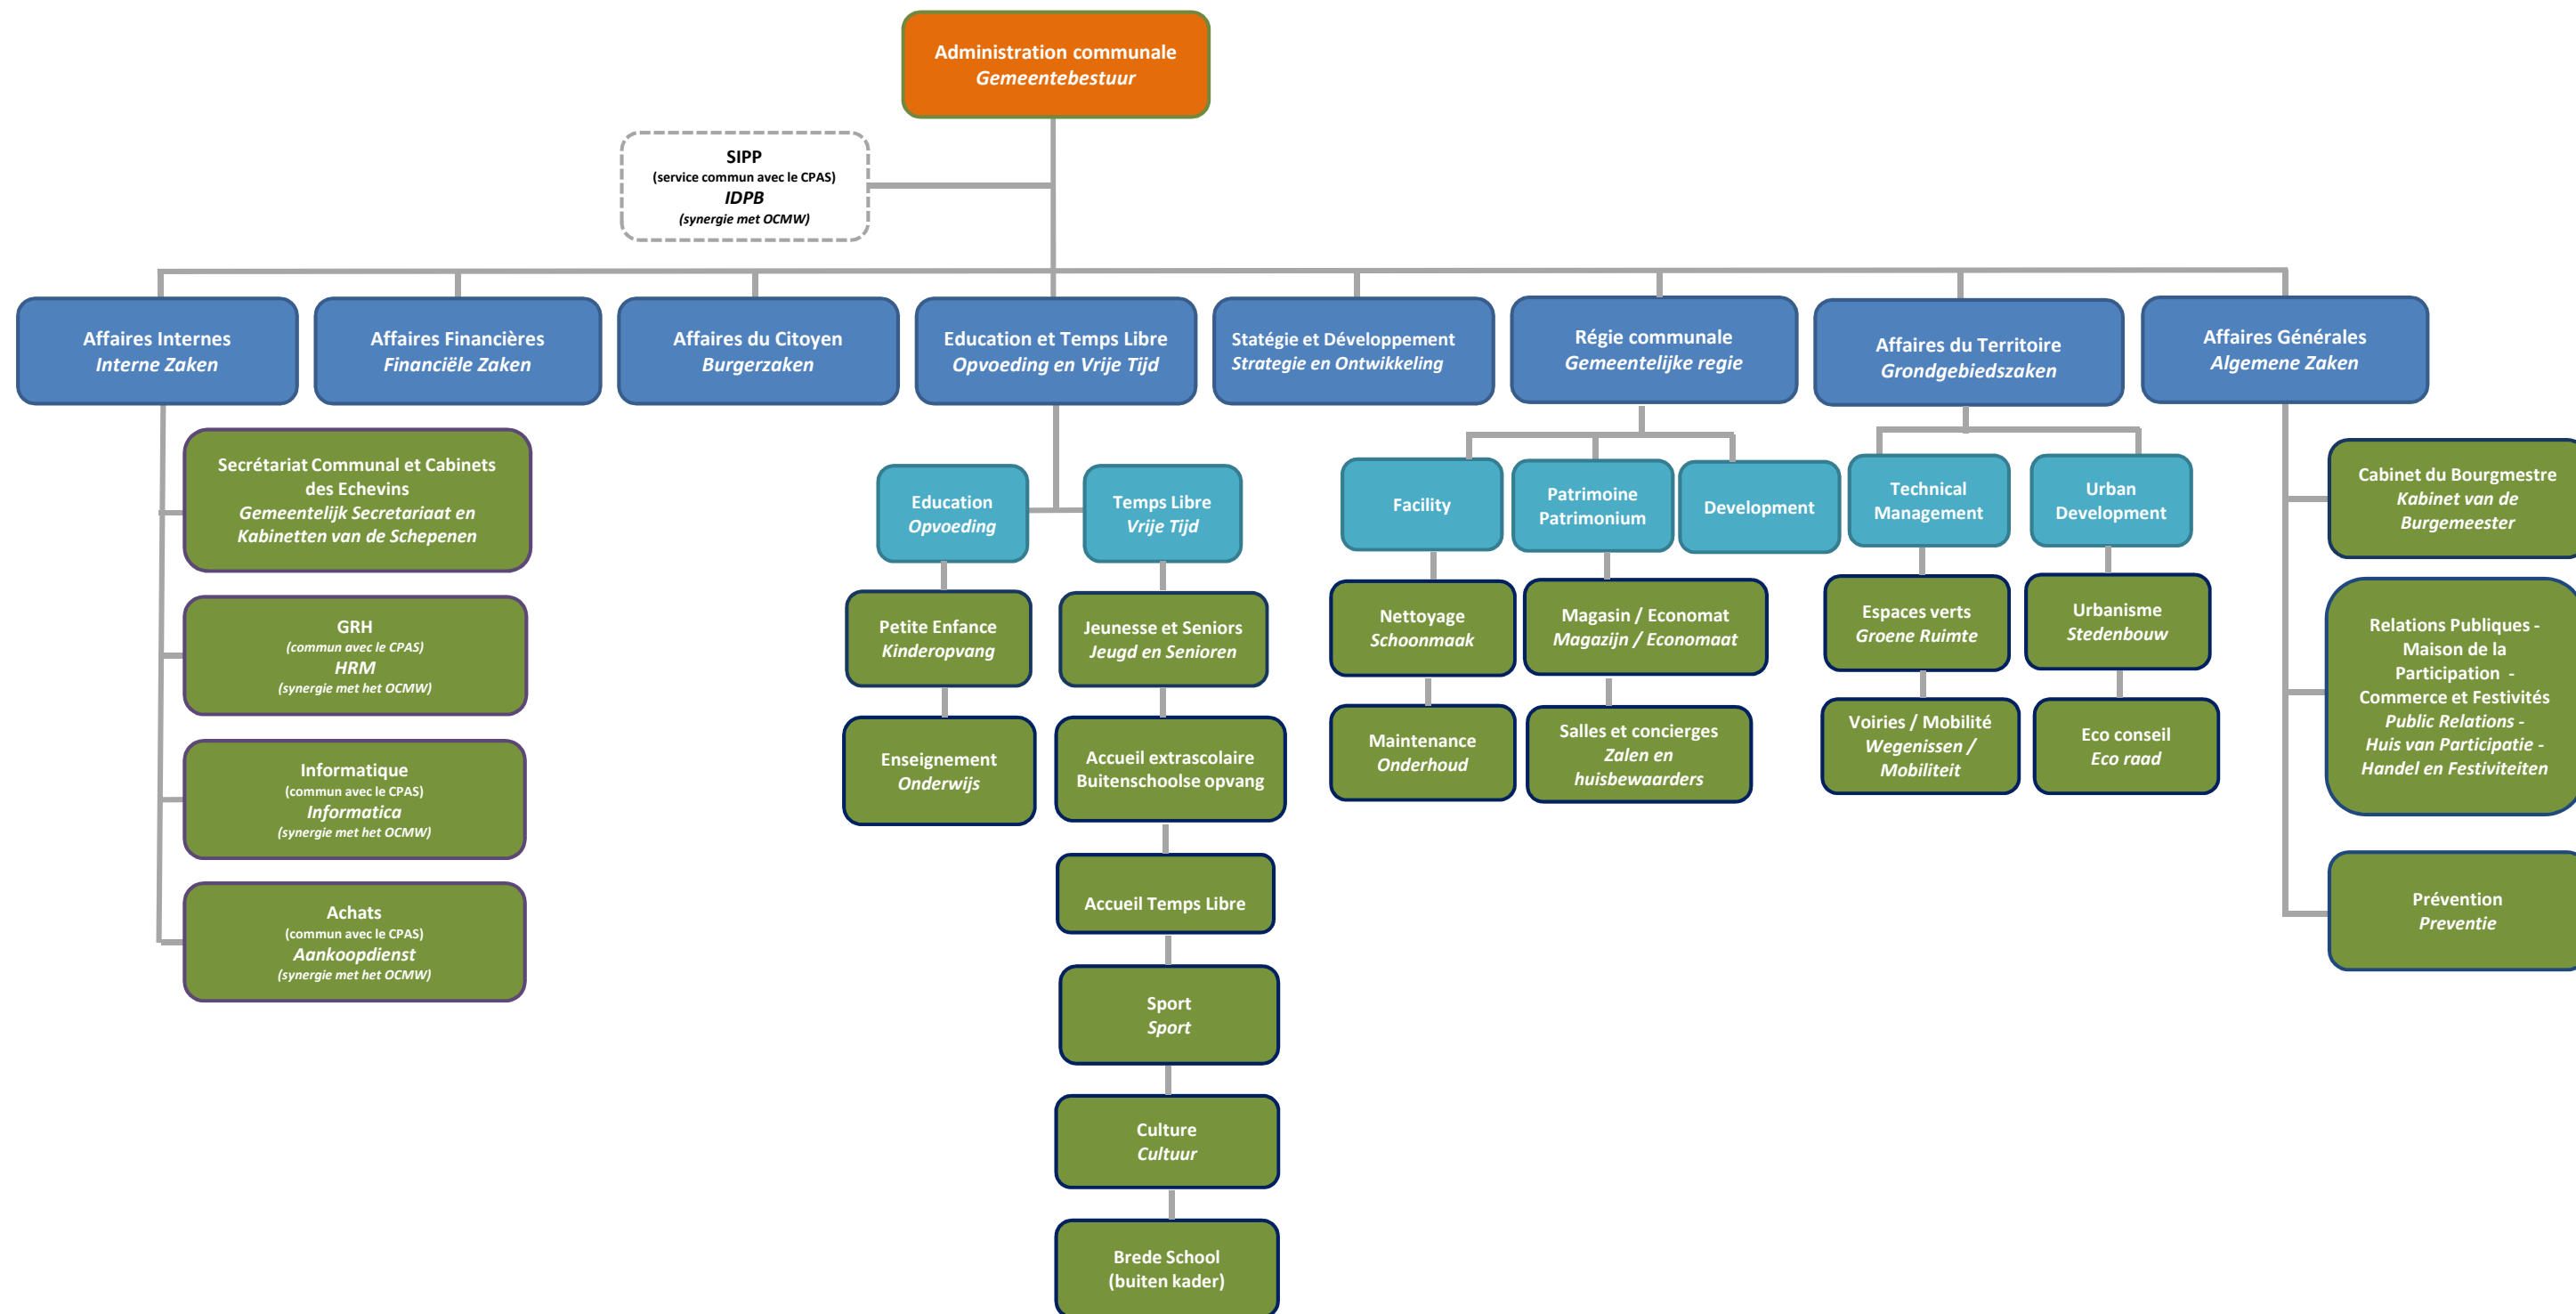 Administration communale
Gemeentebestuur
SIPP
(service commun avec le CPAS)
IDPB
(synergie met OCMW)
Affaires Internes
Interne Zaken
Affaires Financières
Financiële Zaken
Affaires du Citoyen
Burgerzaken
Education et Temps Libre
Opvoeding en Vrije Tijd
Statégie et Développement
Strategie en Ontwikkeling
Régie communale
Gemeentelijke regie
Affaires du Territoire
Grondgebiedszaken
Affaires Générales
Algemene Zaken
Secrétariat Communal et Cabinets
des Echevins
Gemeentelijk Secretariaat en
Kabinetten van de Schepenen
GRH
(commun avec le CPAS)
HRM
(synergie met het OCMW)
Informatique
(commun avec le CPAS)
Informatica
(synergie met het OCMW)
Achats
(commun avec le CPAS)
Aankoopdienst
(synergie met het OCMW)
Education
Opvoeding
Petite Enfance
Kinderopvang
Enseignement
Onderwijs
Temps Libre
Vrije Tijd
Jeunesse et Seniors
Jeugd en Senioren
Accueil extrascolaire
Buitenschoolse opvang
Accueil Temps Libre
Sport
Sport
Culture
Cultuur
Brede School
(buiten kader)
Facility
Nettoyage
Schoonmaak
Maintenance
Onderhoud
Patrimoine
Patrimonium
Magasin / Economat
Magazijn / Economaat
Salles et concierges
Zalen en
huisbewaarders
Development
Technical
Management
Espaces verts
Groene Ruimte
Voiries / Mobilité
Wegenissen /
Mobiliteit
Urban
Development
Urbanisme
Stedenbouw
Eco conseil
Eco raad
Cabinet du Bourgmestre
Kabinet van de
Burgemeester
Relations Publiques -
Maison de la
Participation -
Commerce et Festivités
Public Relations -
Huis van Participatie -
Handel en Festiviteiten
Prévention
Preventie